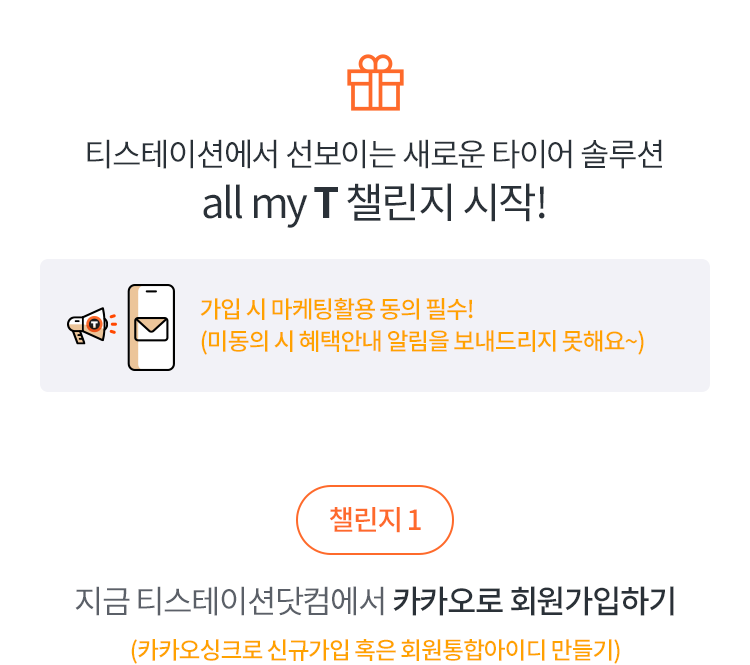 티스테이션에서 선보이는 새로운 타이어 솔루션
all my T 챌린지 시작!
T
가입 시 마케팅활용 동의 필수!
(미동의 시 혜택안내 알림을 보내드리지 못해요~)
챌린지 1
지금 티스테이션닷컴에서 카카오로 회원가입하기
(카카오싱크로 신규가입 혹은 회원통합아이디 만들기)